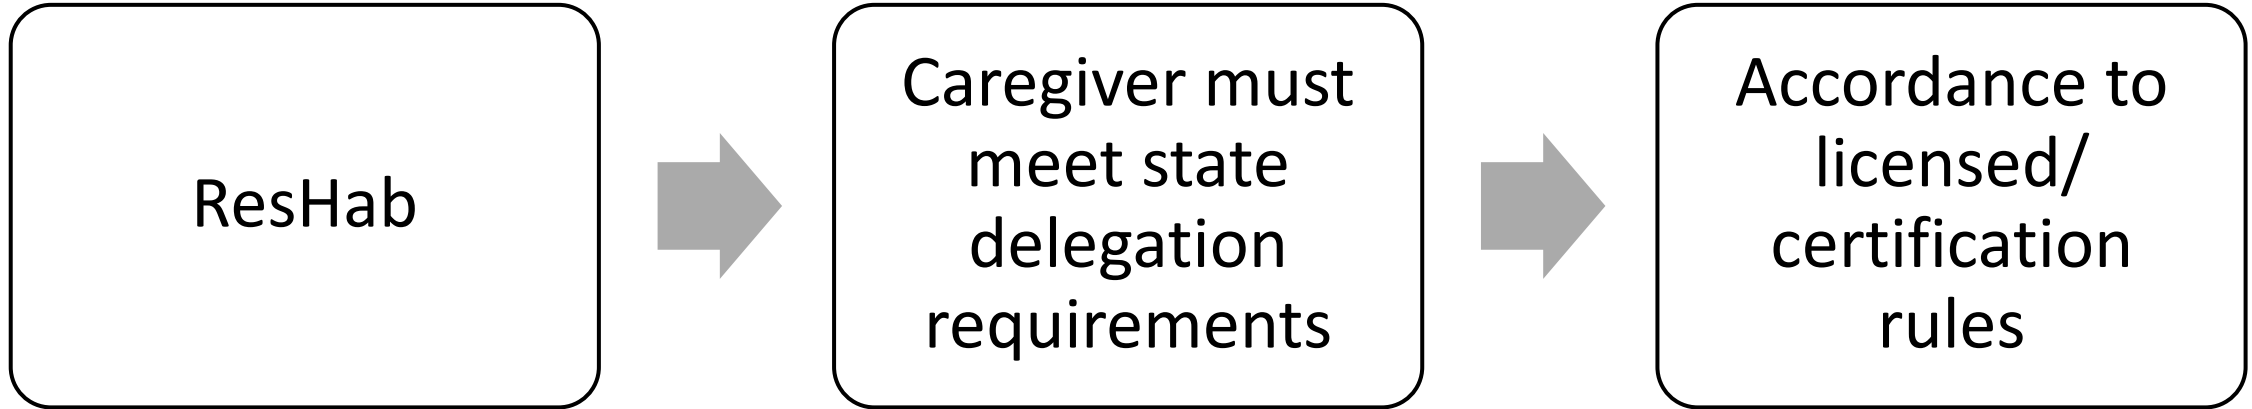 ResHab
Caregiver must
meet state
delegation
requirements
Accordance to
licensed/
certification
rules